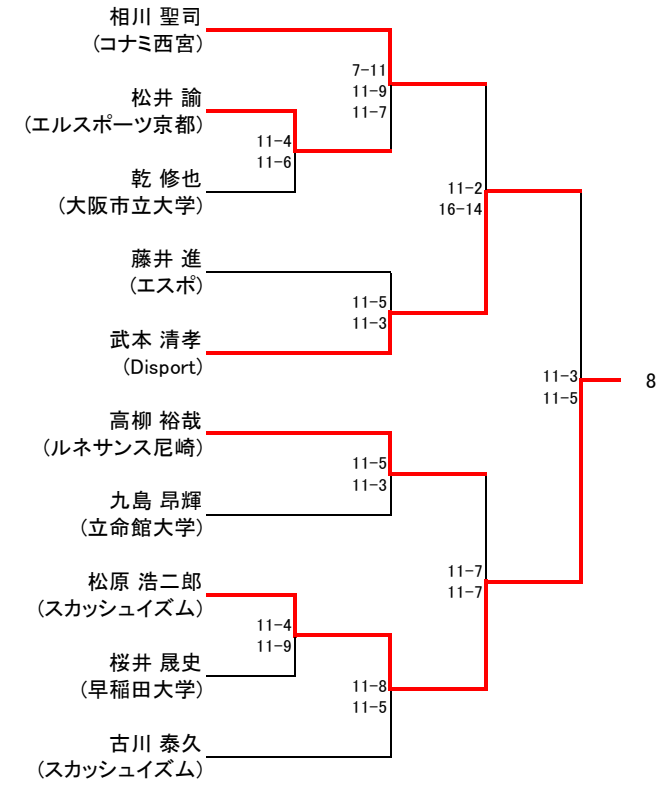 相川 聖司
(コナミ西宮)
7-11
11-9
11-7
松井 諭
(エルスポーツ京都)
11-4
11-6
乾 修也
(大阪市立大学)
11-2
16-14
藤井 進
(エスポ)
11-5
11-3
武本 清孝
(Disport)
11-3
11-5
8
高柳 裕哉
(ルネサンス尼崎)
11-5
11-3
九島 昂輝
(立命館大学)
11-7
11-7
松原 浩二郎
(スカッシュイズム)
11-4
11-9
桜井 晟史
(早稲田大学)
11-8
11-5
古川 泰久
(スカッシュイズム)